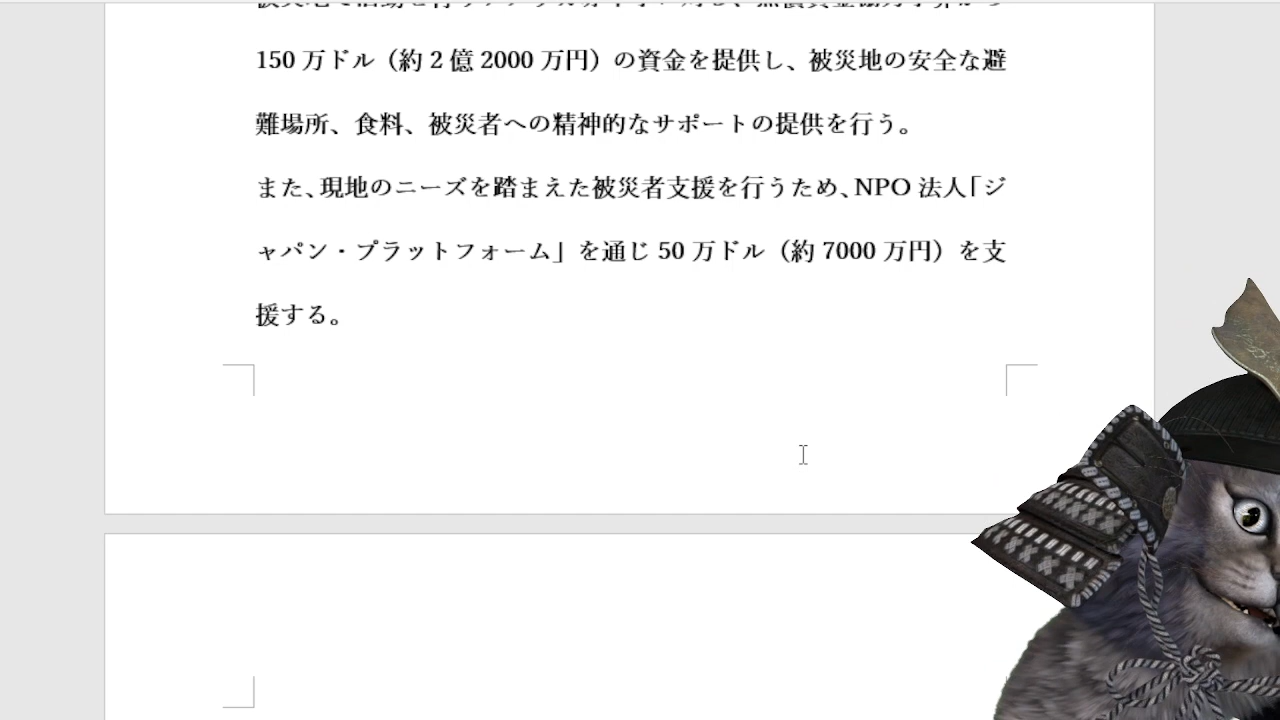 150 万ドル（約 2 億 2000 万円）の資金を提供し、被災地の安全な避
難場所、食料、被災者への精神的なサポートの提供を行う。
また、現地のニーズを踏まえた被災者支援を行うため、NPO 法人「ジ
ャパン・プラットフォーム」を通じ 50 万ドル（約 7000 万円）を支
援する。